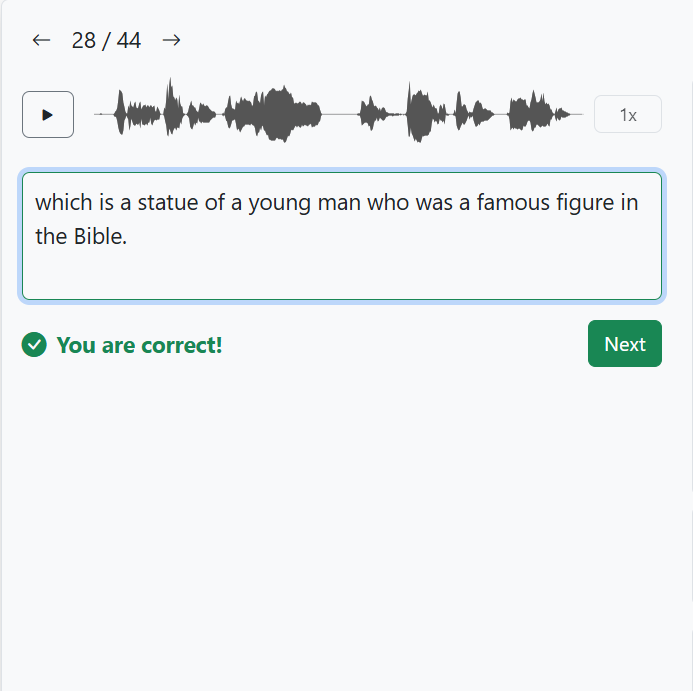 ← 28 / 44 →
1x
which is a statue of a young man who was a famous figure in
the Bible.
You are correct!
Next